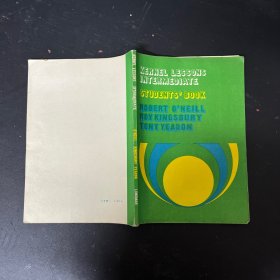 KERNEL LESSONS
INTERMEDIATE
STUDENTS' BOOK
ROBERT O'NEILL
ROY KINGSBURY
TONY YEADON